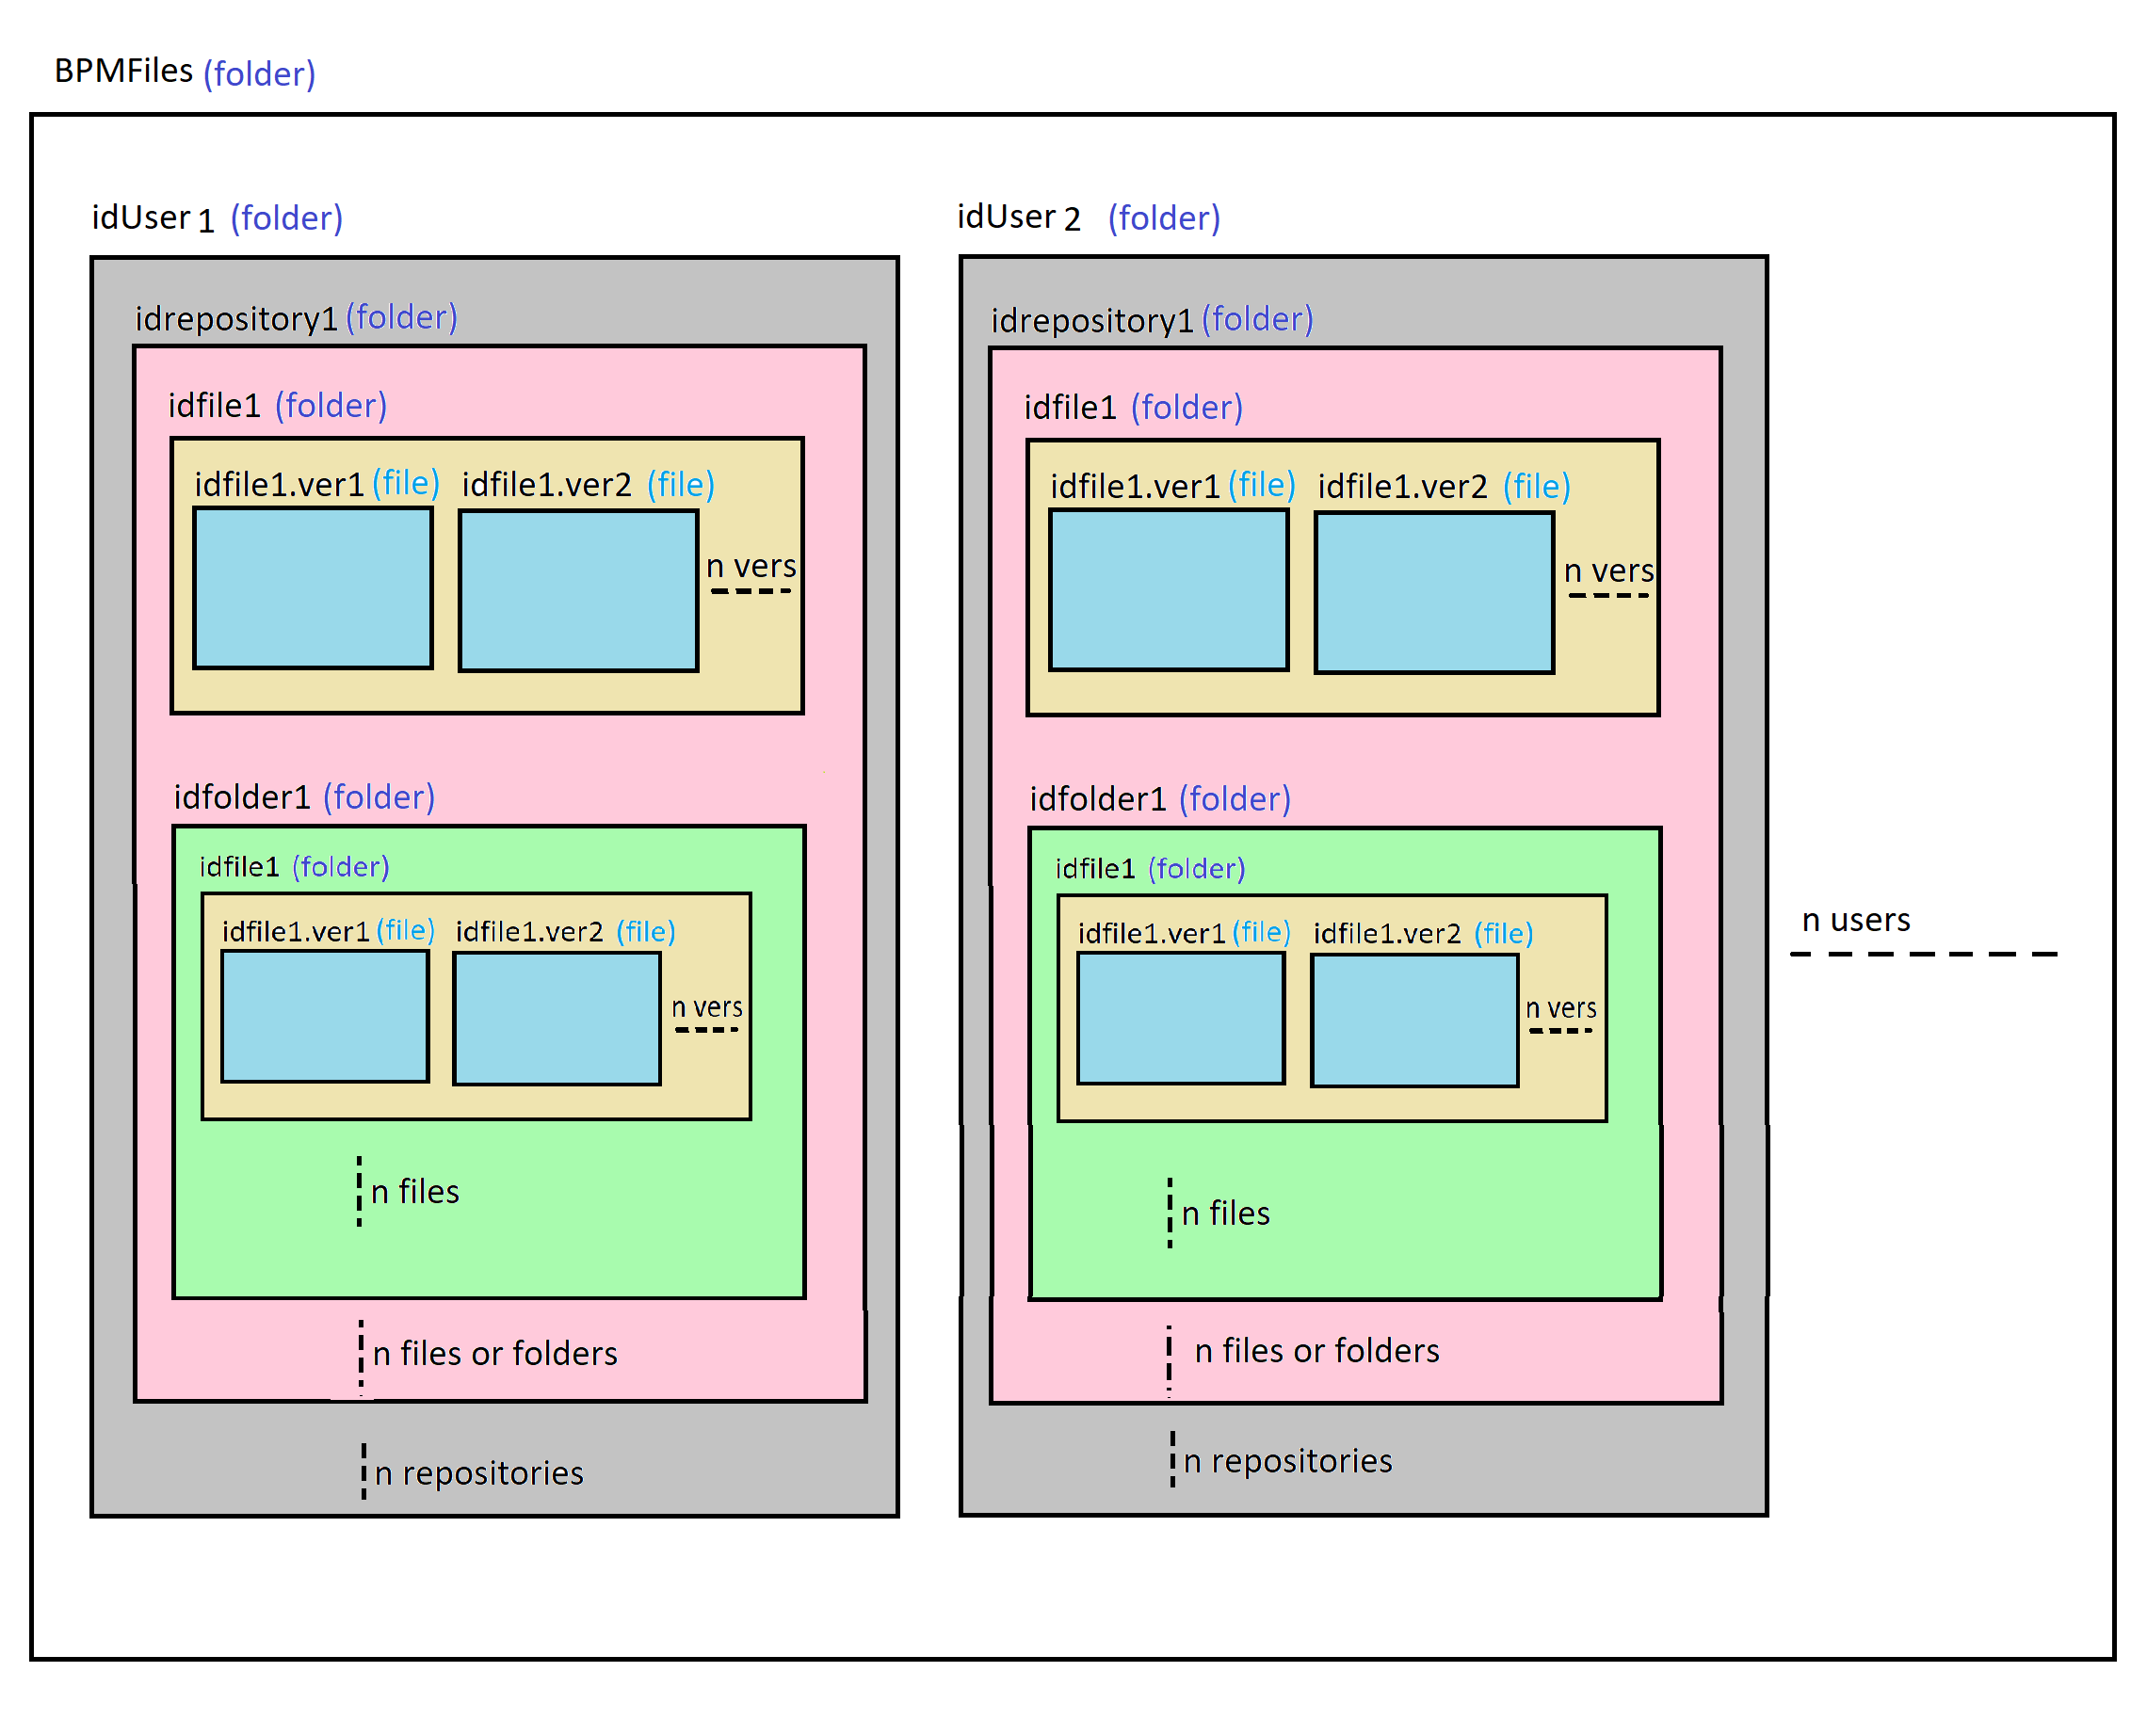 BPMFiles (folder)
idUser 1 (folder)
idrepository1 (folder)
idfile1 (folder)
idfile1.ver1 (file) idfile1.ver2 (file)
n vers
idfolder1 (folder)
idfile1 (folder)
idfile1.ver1 (file) idfile1.ver2 (file)
n vers
n files
n files or folders
n repositories
idUser 2 (folder)
idrepository1 (folder)
idfile1 (folder)
idfile1.ver1 (file) idfile1.ver2 (file)
n vers
idfolder1 (folder)
idfile1 (folder)
idfile1.ver1 (file) idfile1.ver2 (file)
n vers
n files
n files or folders
n repositories
n users